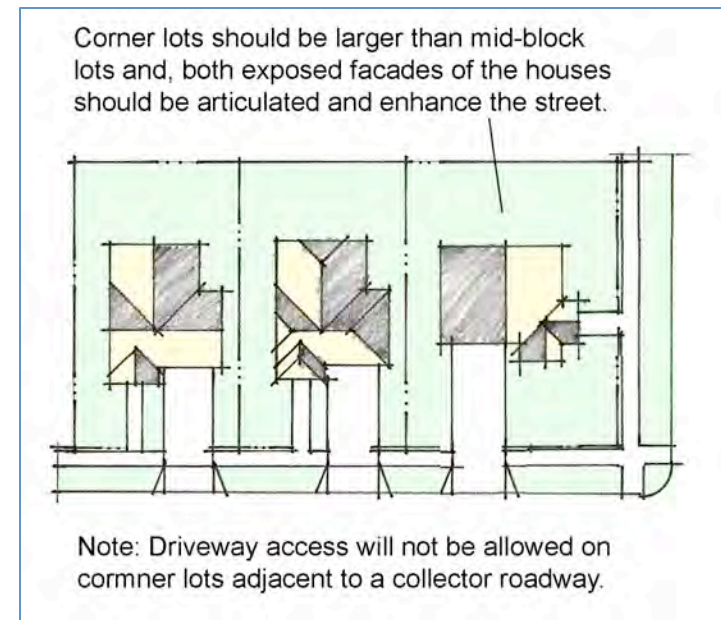 Corner lots should be larger than mid-block
lots and, both exposed facades of the houses
should be articulated and enhance the street.
Note: Driveway access will not be allowed on
cormner lots adjacent to a collector roadway.